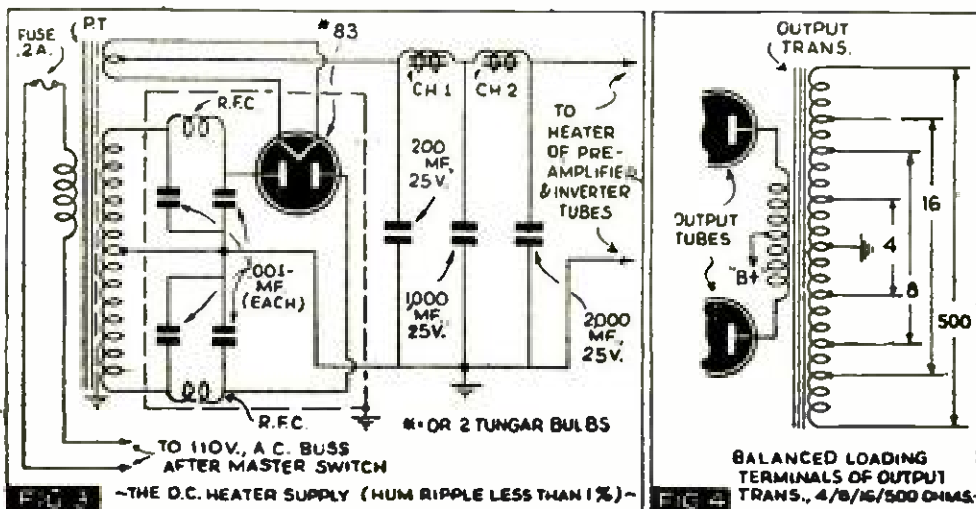 FUSE
.2A.
P.T
* 83
R.F.C.
CH 1
CH 2
200
MF.,
25V.
TO
HEATER
OF PRE-
AMPLIFIER
& INVERTER
TUBES
.001-
MF.
(EACH)
1,000
MF.
25V.
2,000
MF.,
25V.
R.F.C.
*-OR 2 TUNGAR BULBS
TO 110V., A.C. BUSS
AFTER MASTER SWITCH
FIG 3
~THE D.C. HEATER SUPPLY (HUM RIPPLE LESS THAN 1%)~
OUTPUT
TRANS.
OUTPUT
TUBES
"B+"
4
8
16
500
BALANCED LOADING
TERMINALS OF OUTPUT
FIG 4
TRANS., 4/8/16/500 OHMS-